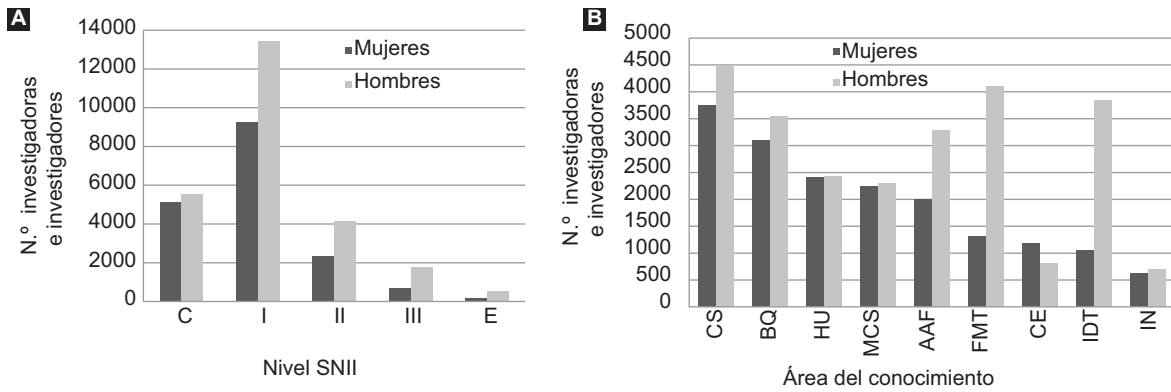 A
14000
12000
10000
8000
6000
4000
2000
0
N.º investigadoras
e investigadores
Mujeres
Hombres
C I II III E
Nivel SNII
B
5000
4500
4000
3500
3000
2500
2000
1500
1000
500
0
N.º investigadoras
e investigadores
Mujeres
Hombres
CS BQ HU MCS AAF FMT CE IDT IN
Área del conocimiento